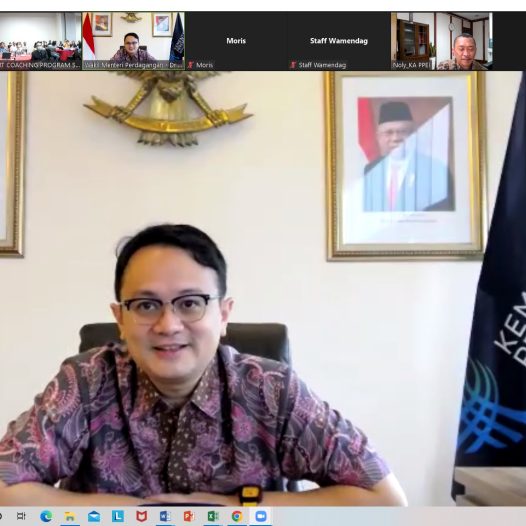 Moris
Staff Wamendag
T COACHING PROGRAM S...
Wakil Menteri Perdagangan - Dr...
Moris
Staff Wamendag
Noly_KA PPEI
KEM